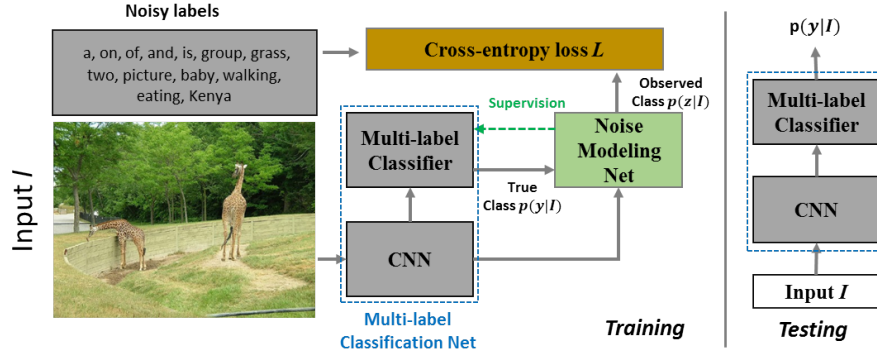 Noisy labels
a, on, of, and, is, group, grass,
two, picture, baby, walking,
eating, Kenya
Cross-entropy loss L
Observed
Class p(z|I)
Supervision
Multi-label
Classifier
Noise
Modeling
Net
True
Class p(y|I)
CNN
Input I
Multi-label
Classification Net
Training
p(y|I)
Multi-label
Classifier
CNN
Input I
Testing